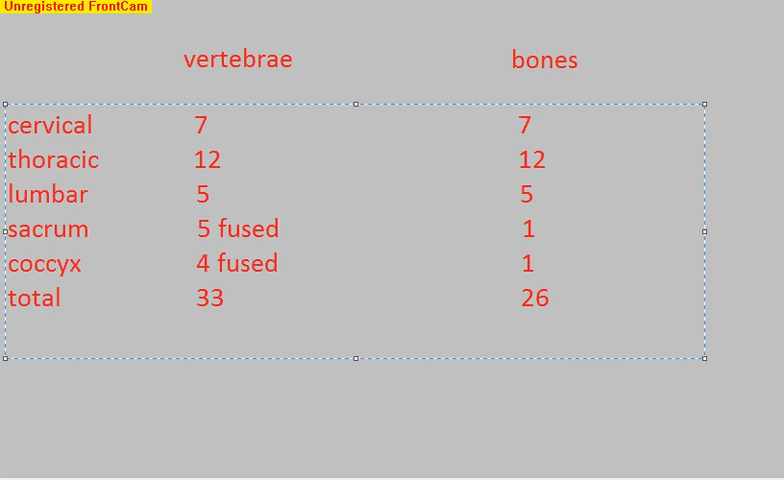 Unregistered FrontCam
vertebrae bones
cervical 7 7
thoracic 12 12
lumbar 5 5
sacrum 5 fused 1
coccyx 4 fused 1
total 33 26